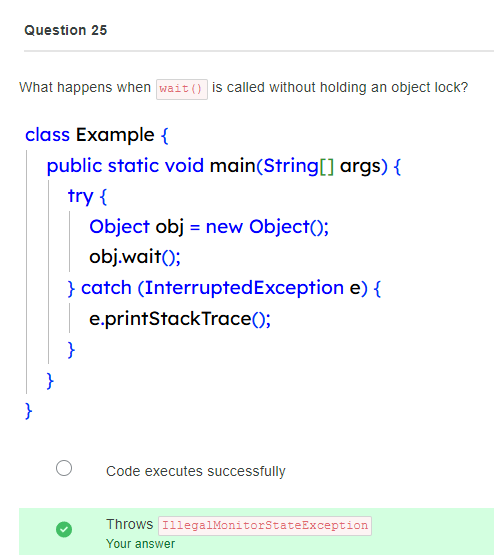 Question 25
What happens when wait() is called without holding an object lock?
class Example {
public static void main(String[] args) {
try {
Object obj = new Object();
obj.wait();
} catch (InterruptedException e) {
e.printStackTrace();
}
}
}
Code executes successfully
Throws IllegalMonitorStateException
Your answer